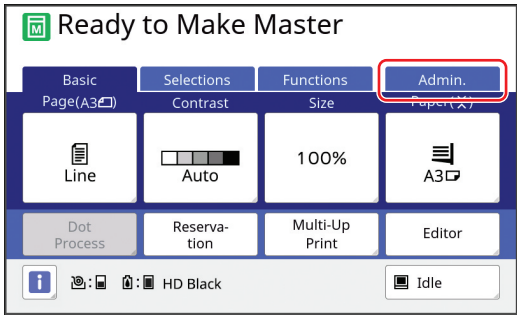 Ready to Make Master
Basic
Selections
Functions
Admin.
Page(A3)
Contrast
Size
Paper( )
Line
Auto
100%
A3
Dot
Process
Reserva-
tion
Multi-Up
Print
Editor
i
: : HD Black
Idle